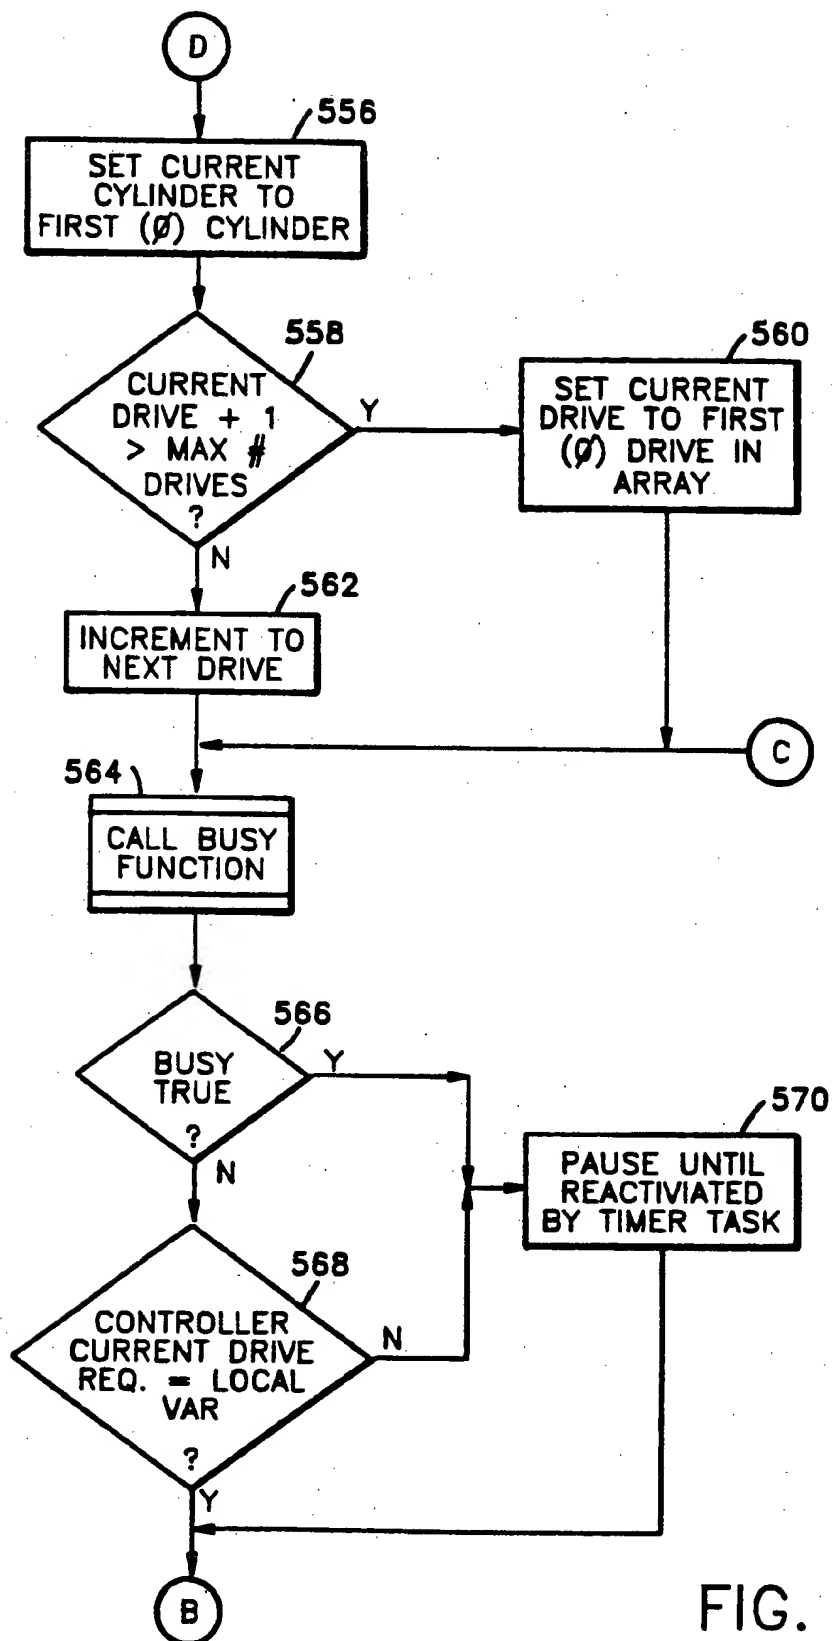 D
556
SET CURRENT
CYLINDER TO
FIRST (Ø) CYLINDER
558
CURRENT
DRIVE + 1
> MAX #
DRIVES
?
Y
N
560
SET CURRENT
DRIVE TO FIRST
(Ø) DRIVE IN
ARRAY
562
INCREMENT TO
NEXT DRIVE
C
564
CALL BUSY
FUNCTION
566
BUSY
TRUE
?
Y
N
570
PAUSE UNTIL
REACTIVIATED
BY TIMER TASK
568
CONTROLLER
CURRENT DRIVE
REQ. = LOCAL
VAR
?
N
Y
B
FIG.